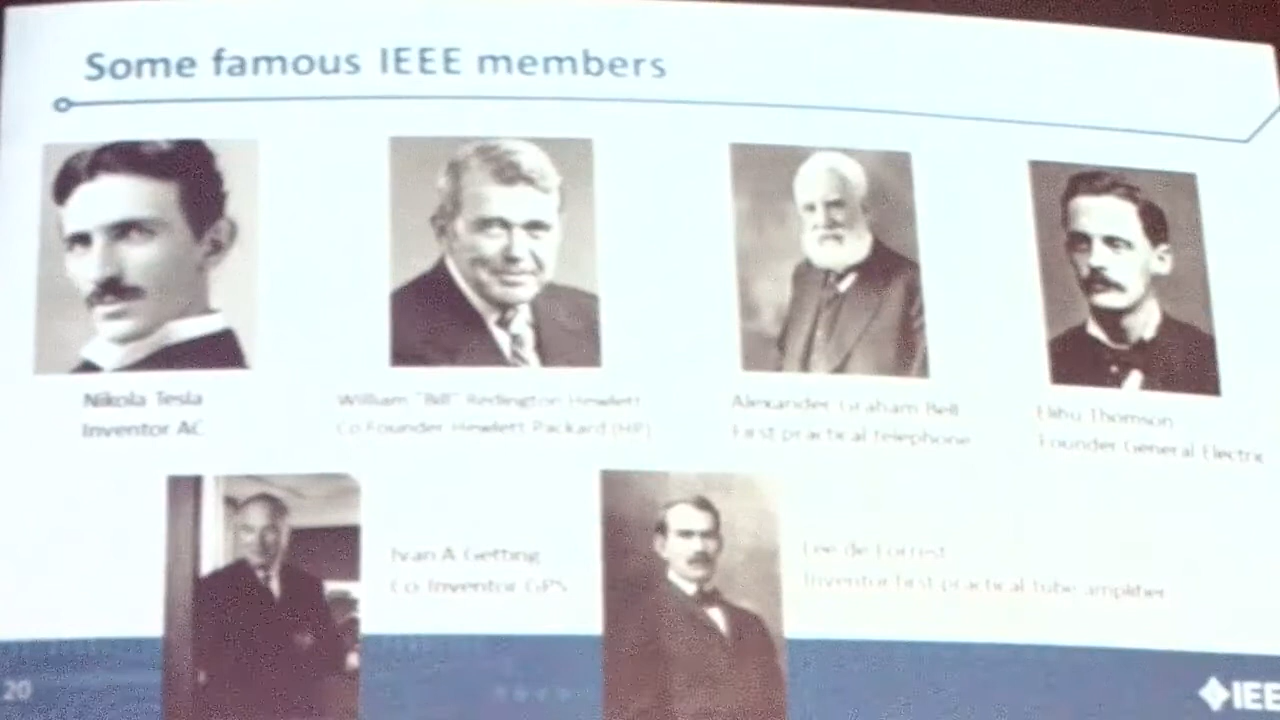 Some famous IEEE members
Nikola Tesla
Inventor AC
William "Bill" Redington Hewlett
Co Founder Hewlett Packard (HP)
Alexander Graham Bell
First practical telephone
Elihu Thomson
Founder General Electric
Ivan A Getting
Co Inventor GPS
Lee de Forrest
Inventor first practical tube amplifier
20
IEE